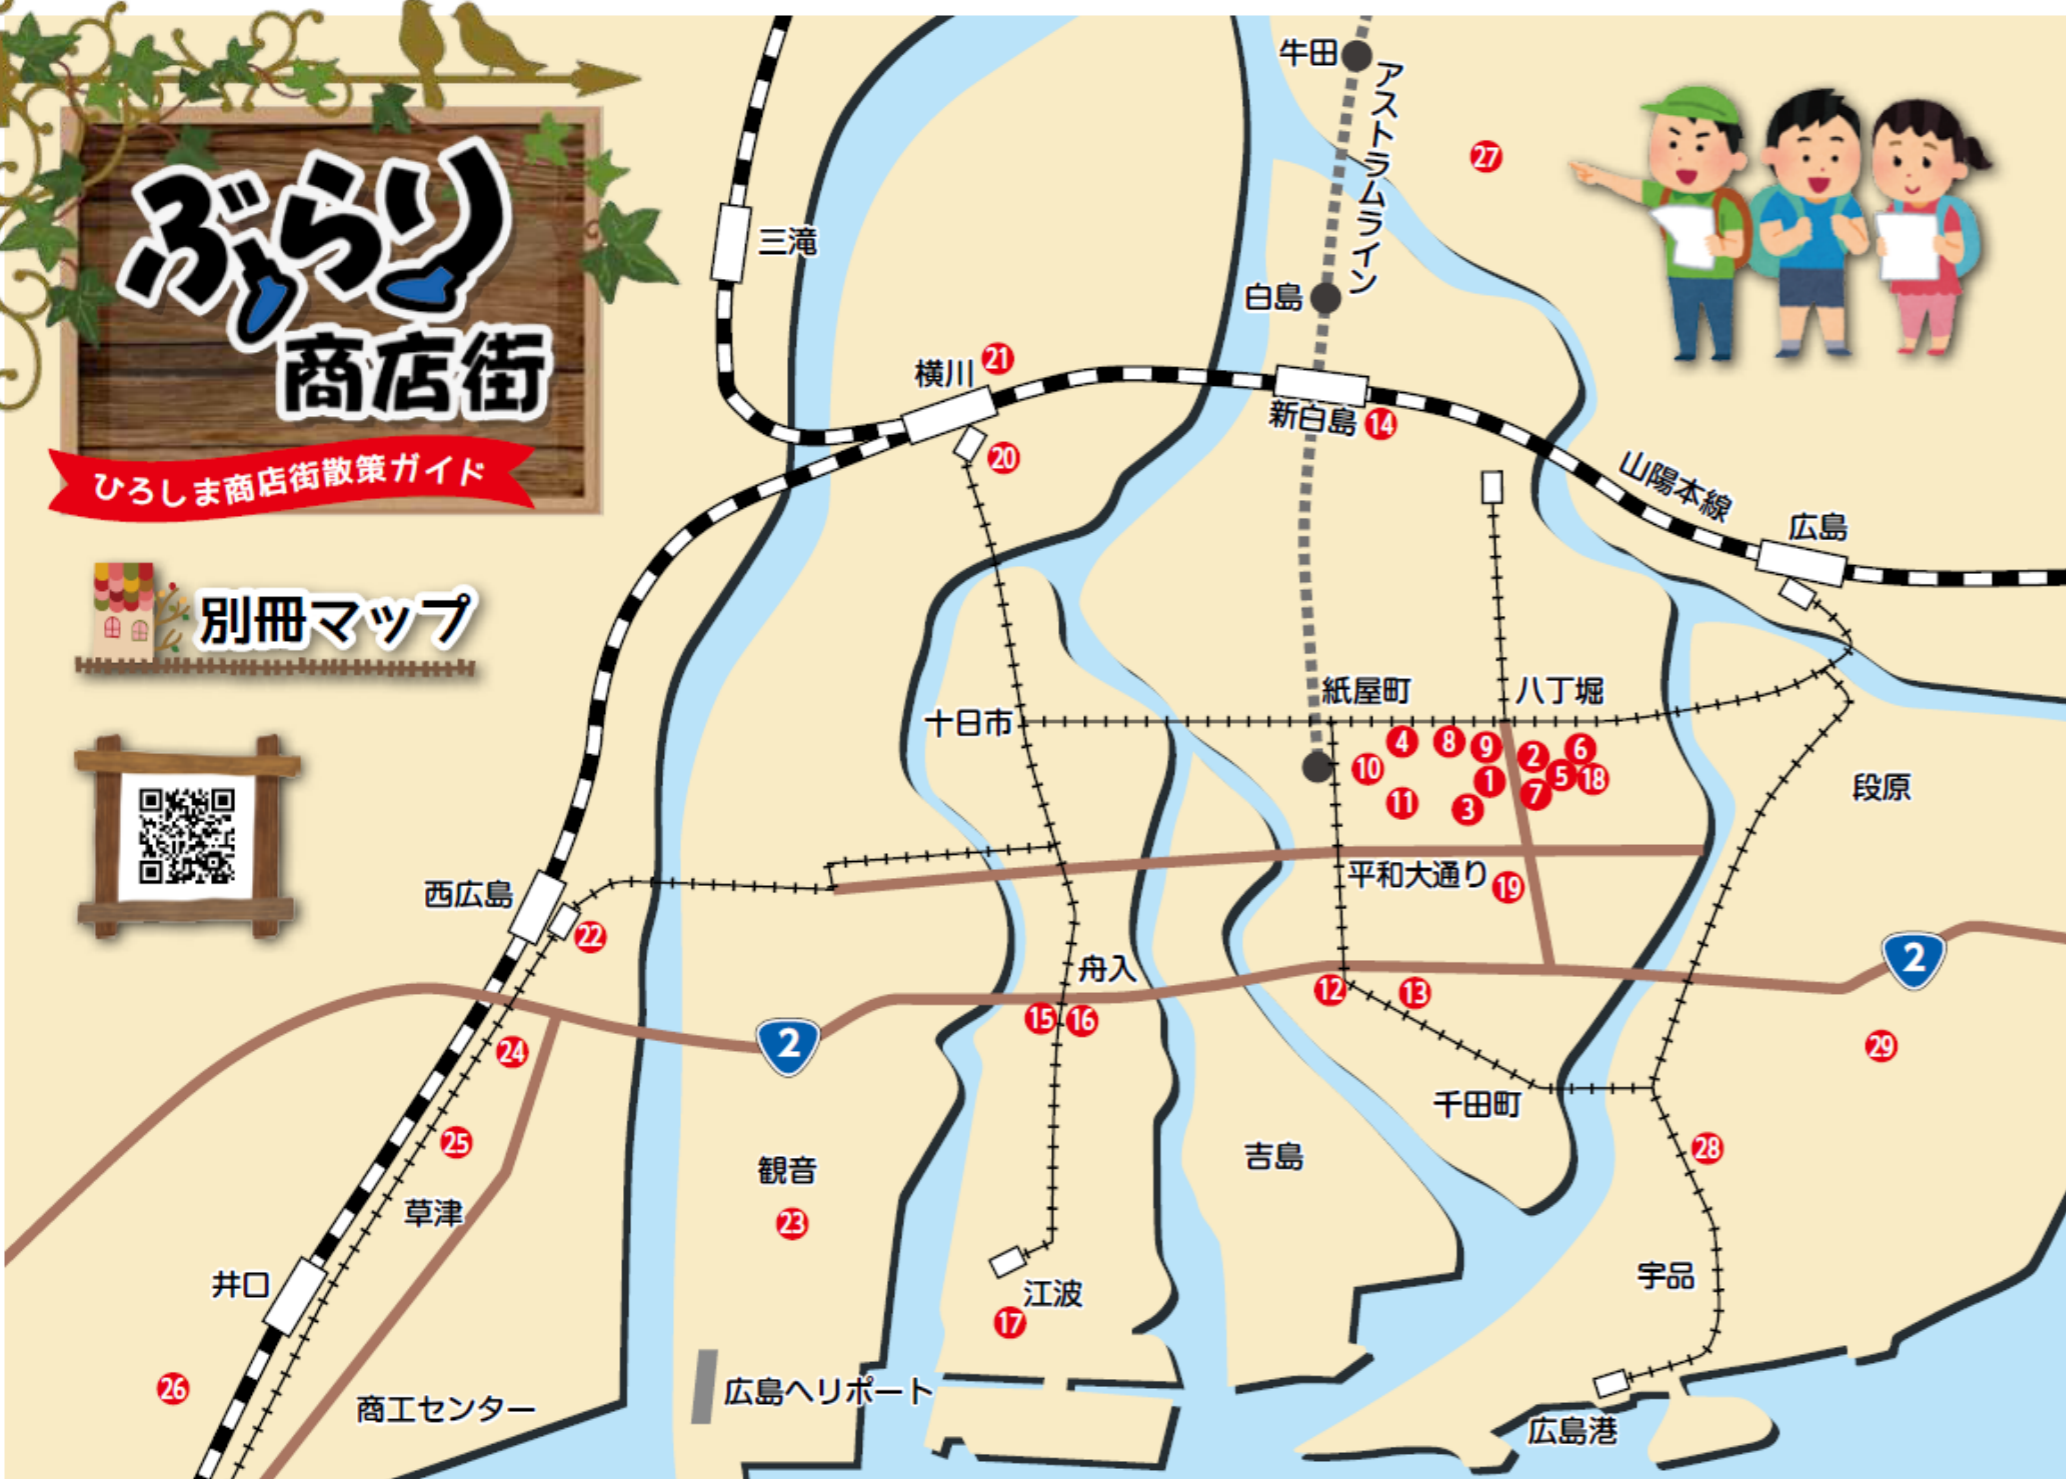 ぶらり
商店街
ひろしま商店街散策ガイド
別冊マップ
牛田
アストラムライン
27
三滝
白島
横川
21
新白島
14
20
山陽本線
広島
紙屋町
八丁堀
十日市
4
8
9
2
6
10
1
5
18
11
3
7
段原
平和大通り
19
西広島
22
舟入
2
12
13
15
16
2
24
29
千田町
25
観音
吉島
28
草津
23
井口
江波
宇品
17
26
広島ヘリポート
商工センター
広島港